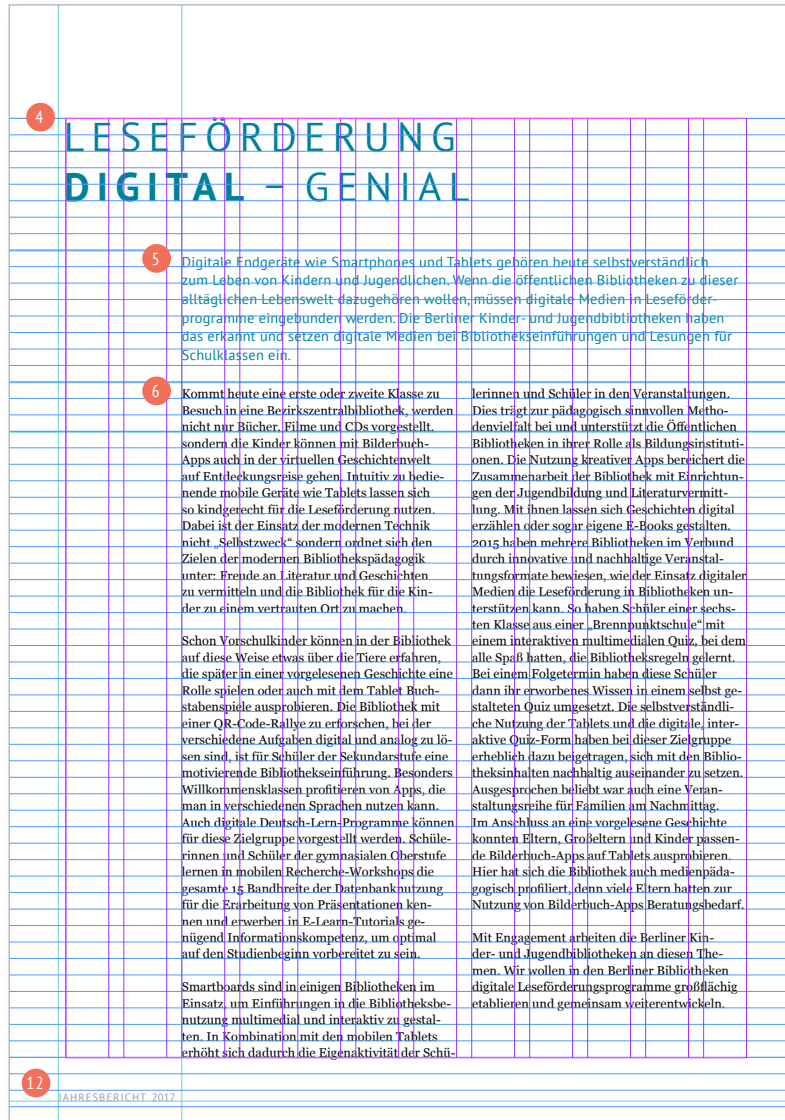 4
LESEFÖRDERUNG
DIGITAL – GENIAL
5
Digitale Endgeräte wie Smartphones und Tablets gehören heute selbstverständlich
zum Leben von Kindern und Jugendlichen. Wenn die öffentlichen Bibliotheken zu dieser
alltäglichen Lebenswelt dazugehören wollen, müssen digitale Medien in Leseförder-
programme eingebunden werden. Die Berliner Kinder- und Jugendbibliotheken haben
das erkannt und setzen digitale Medien bei Bibliothekseinführungen und Lesungen für
Schulklassen ein.
6
Kommt heute eine erste oder zweite Klasse zu
Besuch in eine Bezirkszentralbibliothek, werden
nicht nur Bücher, Filme und CDs vorgestellt,
sondern die Kinder können mit Bilderbuch-
Apps auch in der virtuellen Geschichtenwelt
auf Entdeckungsreise gehen. Intuitiv zu bedie-
nende mobile Geräte wie Tablets lassen sich
so kindgerecht für die Leseförderung nutzen.
Dabei ist der Einsatz der modernen Technik
nicht „Selbstzweck“ sondern ordnet sich den
Zielen der modernen Bibliothekspädagogik
unter: Freude an Literatur und Geschichten
zu vermitteln und die Bibliothek für die Kin-
der zu einem vertrauten Ort zu machen.
Schon Vorschulkinder können in der Bibliothek
auf diese Weise etwas über die Tiere erfahren,
die später in einer vorgelesenen Geschichte eine
Rolle spielen oder auch mit dem Tablet Buch-
stabenspiele ausprobieren. Die Bibliothek mit
einer QR-Code-Rallye zu erforschen, bei der
verschiedene Aufgaben digital und analog zu lö-
sen sind, ist für Schüler der Sekundarstufe eine
motivierende Bibliothekseinführung. Besonders
Willkommensklassen profitieren von Apps, die
man in verschiedenen Sprachen nutzen kann.
Auch digitale Deutsch-Lern-Programme können
für diese Zielgruppe vorgestellt werden. Schüle-
rinnen und Schüler der gymnasialen Oberstufe
lernen in mobilen Recherche-Workshops die
gesamte 15 Bandbreite der Datenbanknutzung
für die Erarbeitung von Präsentationen ken-
nen und erwerben in E-Learn-Tutorials ge-
nügend Informationskompetenz, um optimal
auf den Studienbeginn vorbereitet zu sein.
Smartboards sind in einigen Bibliotheken im
Einsatz, um Einführungen in die Bibliotheksbe-
nutzung multimedial und interaktiv zu gestal-
ten. In Kombination mit den mobilen Tablets
erhöht sich dadurch die Eigenaktivität der Schü-
lerinnen und Schüler in den Veranstaltungen.
Dies trägt zur pädagogisch sinnvollen Metho-
denvielfalt bei und unterstützt die Öffentlichen
Bibliotheken in ihrer Rolle als Bildungsinstituti-
onen. Die Nutzung kreativer Apps bereichert die
Zusammenarbeit der Bibliothek mit Einrichtun-
gen der Jugendbildung und Literaturvermitt-
lung. Mit ihnen lassen sich Geschichten digital
erzählen oder sogar eigene E-Books gestalten.
2015 haben mehrere Bibliotheken im Verbund
durch innovative und nachhaltige Veranstal-
tungsformate bewiesen, wie der Einsatz digitaler
Medien die Leseförderung in Bibliotheken un-
terstützen kann. So haben Schüler einer sechs-
ten Klasse aus einer „Brennpunktschule“ mit
einem interaktiven multimedialen Quiz, bei dem
alle Spaß hatten, die Bibliotheksregeln gelernt.
Bei einem Folgetermin haben diese Schüler
dann ihr erworbenes Wissen in einem selbst ge-
stalteten Quiz umgesetzt. Die selbstverständli-
che Nutzung der Tablets und die digitale, inter-
aktive Quiz-Form haben bei dieser Zielgruppe
erheblich dazu beigetragen, sich mit den Biblio-
theksinhalten nachhaltig auseinander zu setzen.
Ausgesprochen beliebt war auch eine Veran-
staltungsreihe für Familien am Nachmittag.
Im Anschluss an eine vorgelesene Geschichte
konnten Eltern, Großeltern und Kinder passen-
de Bilderbuch-Apps auf Tablets ausprobieren.
Hier hat sich die Bibliothek auch medienpäda-
gogisch profiliert, denn viele Eltern hatten zur
Nutzung von Bilderbuch-Apps Beratungsbedarf.
Mit Engagement arbeiten die Berliner Kin-
der- und Jugendbibliotheken an diesen The-
men. Wir wollen in den Berliner Bibliotheken
digitale Leseförderungsprogramme großflächig
etablieren und gemeinsam weiterentwickeln.
12
JAHRESBERICHT 2017